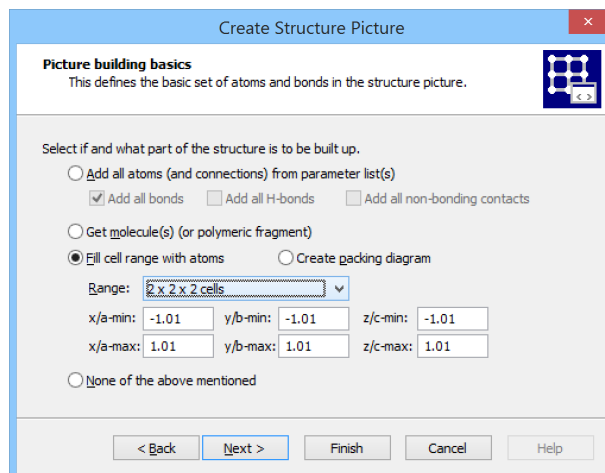 Create Structure Picture
Picture building basics
This defines the basic set of atoms and bonds in the structure picture.
Select if and what part of the structure is to be built up.
Add all atoms (and connections) from parameter list(s)
Add all bonds Add all H-bonds Add all non-bonding contacts
Get molecule(s) (or polymeric fragment)
Fill cell range with atoms Create packing diagram
Range: 2 x 2 x 2 cells
x/a-min: -1.01 y/b-min: -1.01 z/c-min: -1.01
x/a-max: 1.01 y/b-max: 1.01 z/c-max: 1.01
None of the above mentioned
< Back Next > Finish Cancel Help